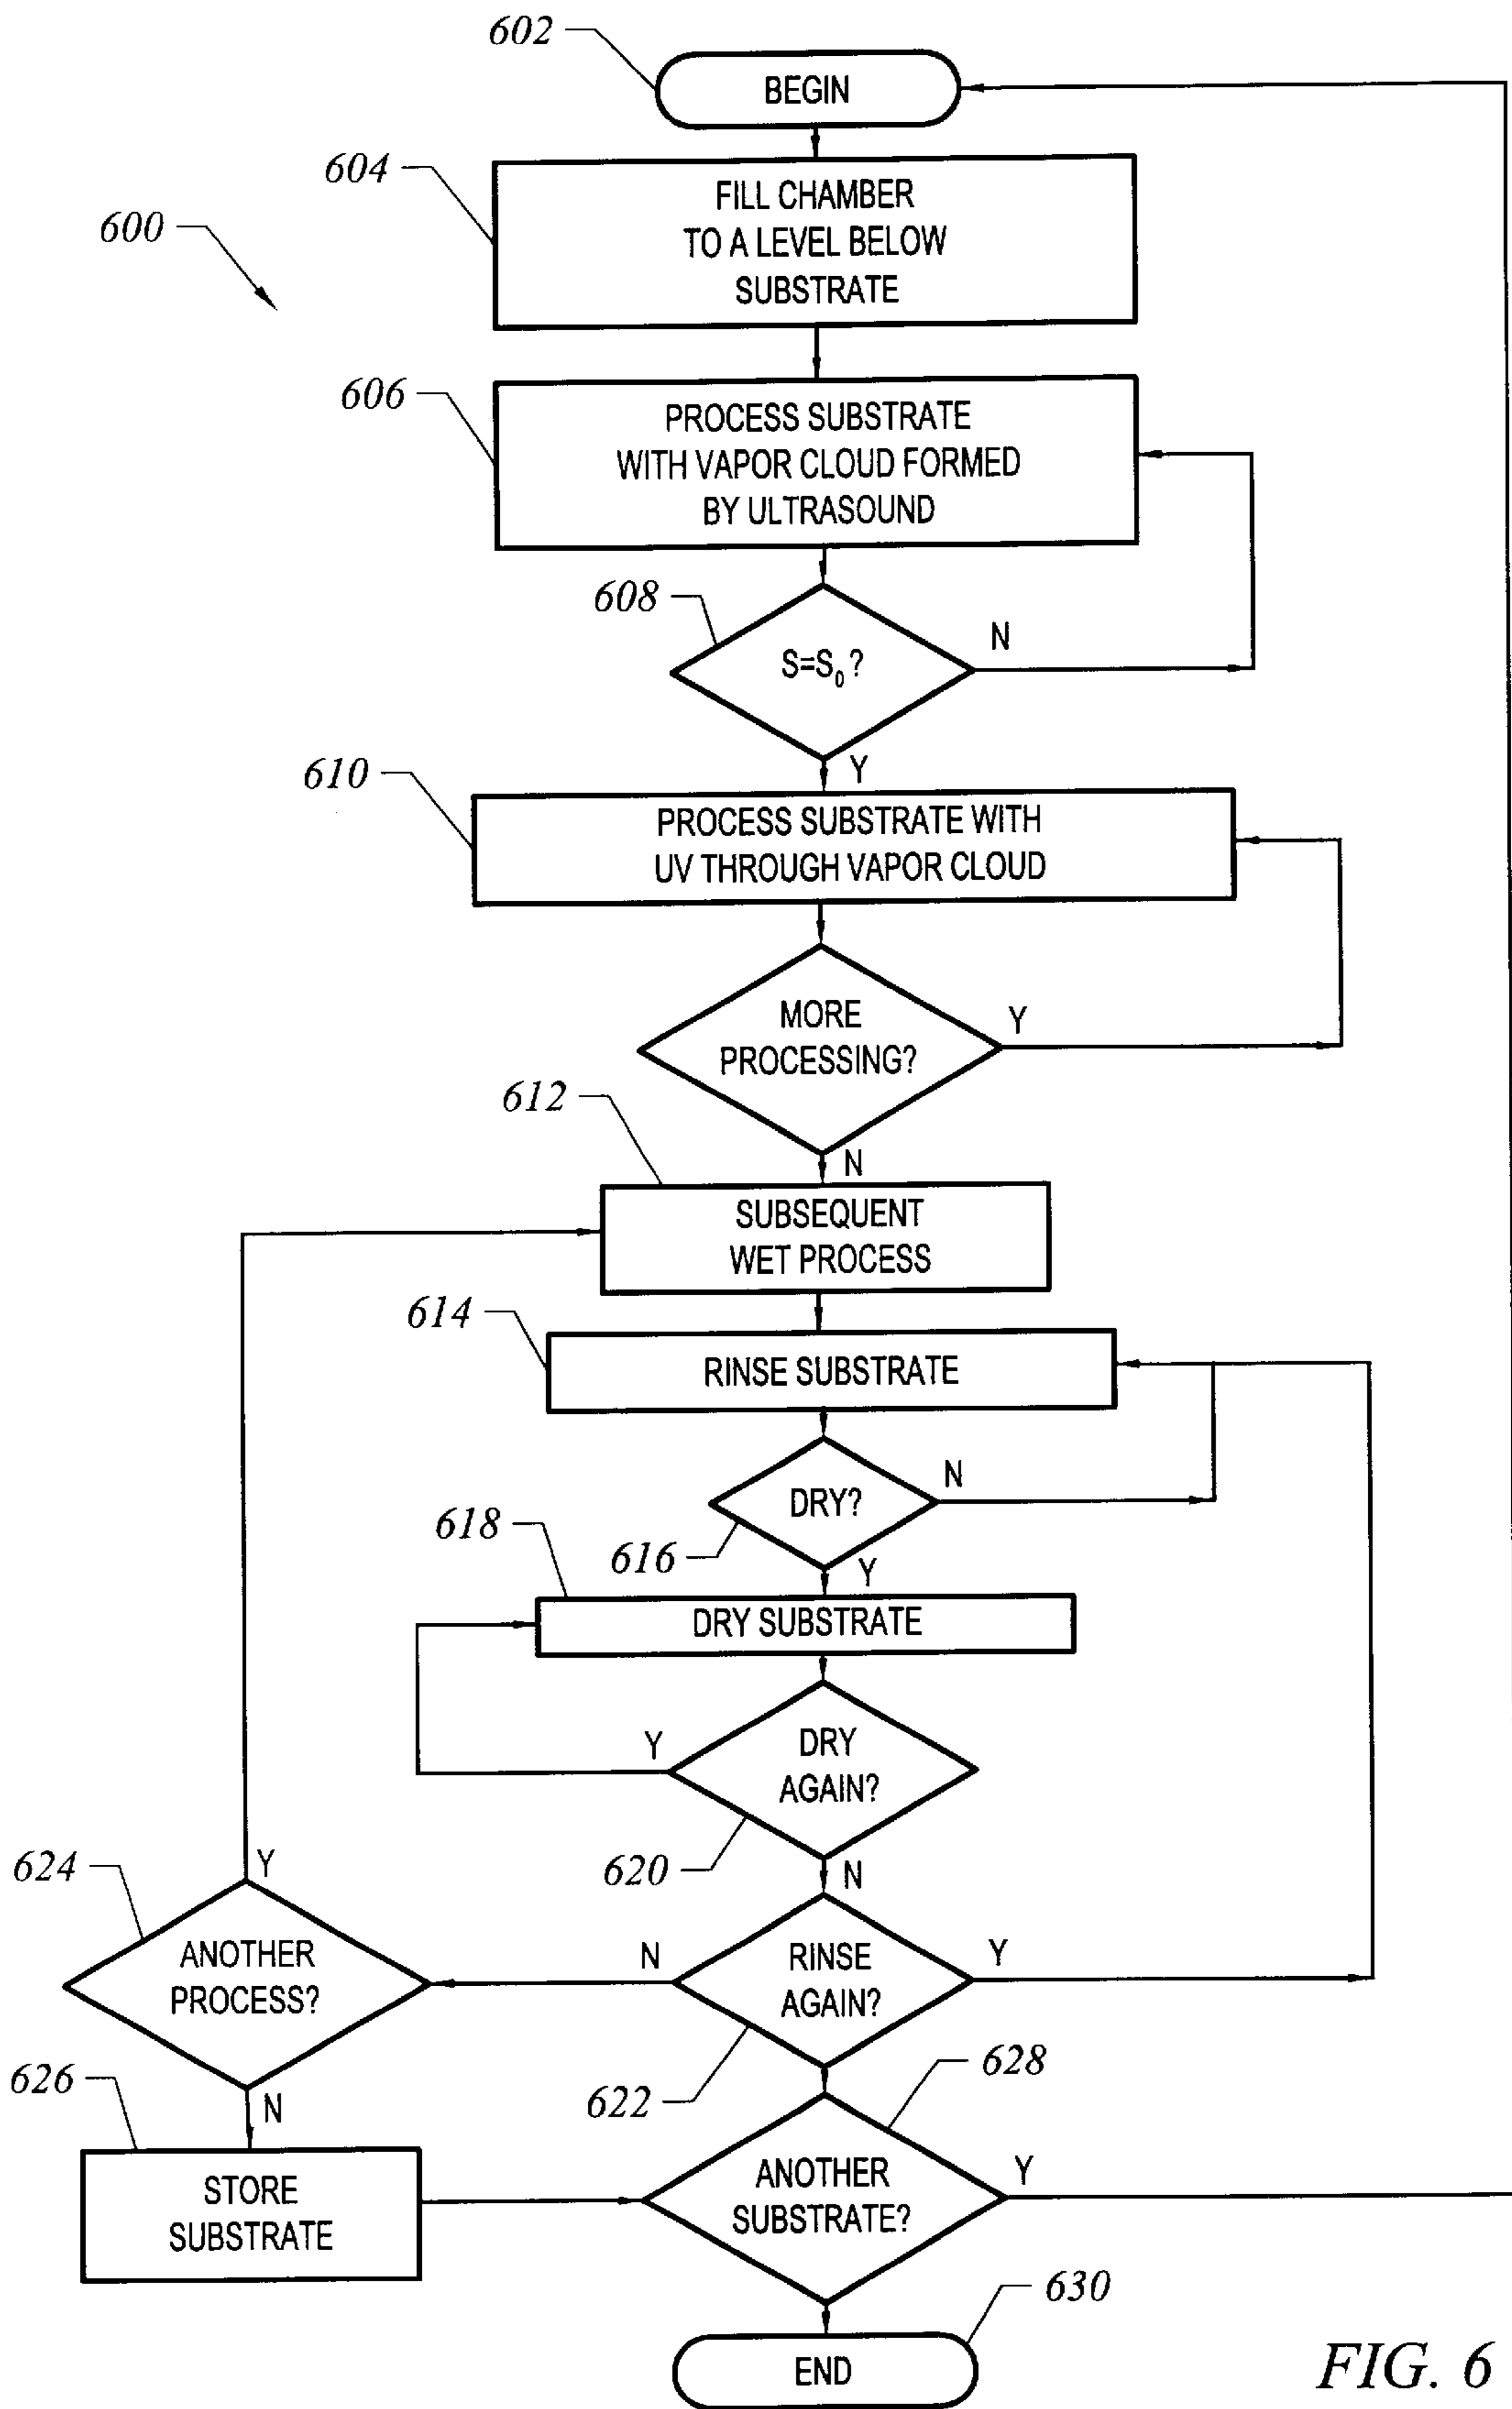 602
BEGIN
604
FILL CHAMBER
TO A LEVEL BELOW
SUBSTRATE
600
606
PROCESS SUBSTRATE
WITH VAPOR CLOUD FORMED
BY ULTRASOUND
608
S=S0?
N
Y
610
PROCESS SUBSTRATE WITH
UV THROUGH VAPOR CLOUD
MORE
PROCESSING?
Y
N
612
SUBSEQUENT
WET PROCESS
614
RINSE SUBSTRATE
DRY?
N
616
Y
618
DRY SUBSTRATE
DRY
AGAIN?
Y
620
N
624
Y
ANOTHER
PROCESS?
N
RINSE
AGAIN?
Y
622
628
626
N
STORE
SUBSTRATE
ANOTHER
SUBSTRATE?
Y
630
END
FIG. 6